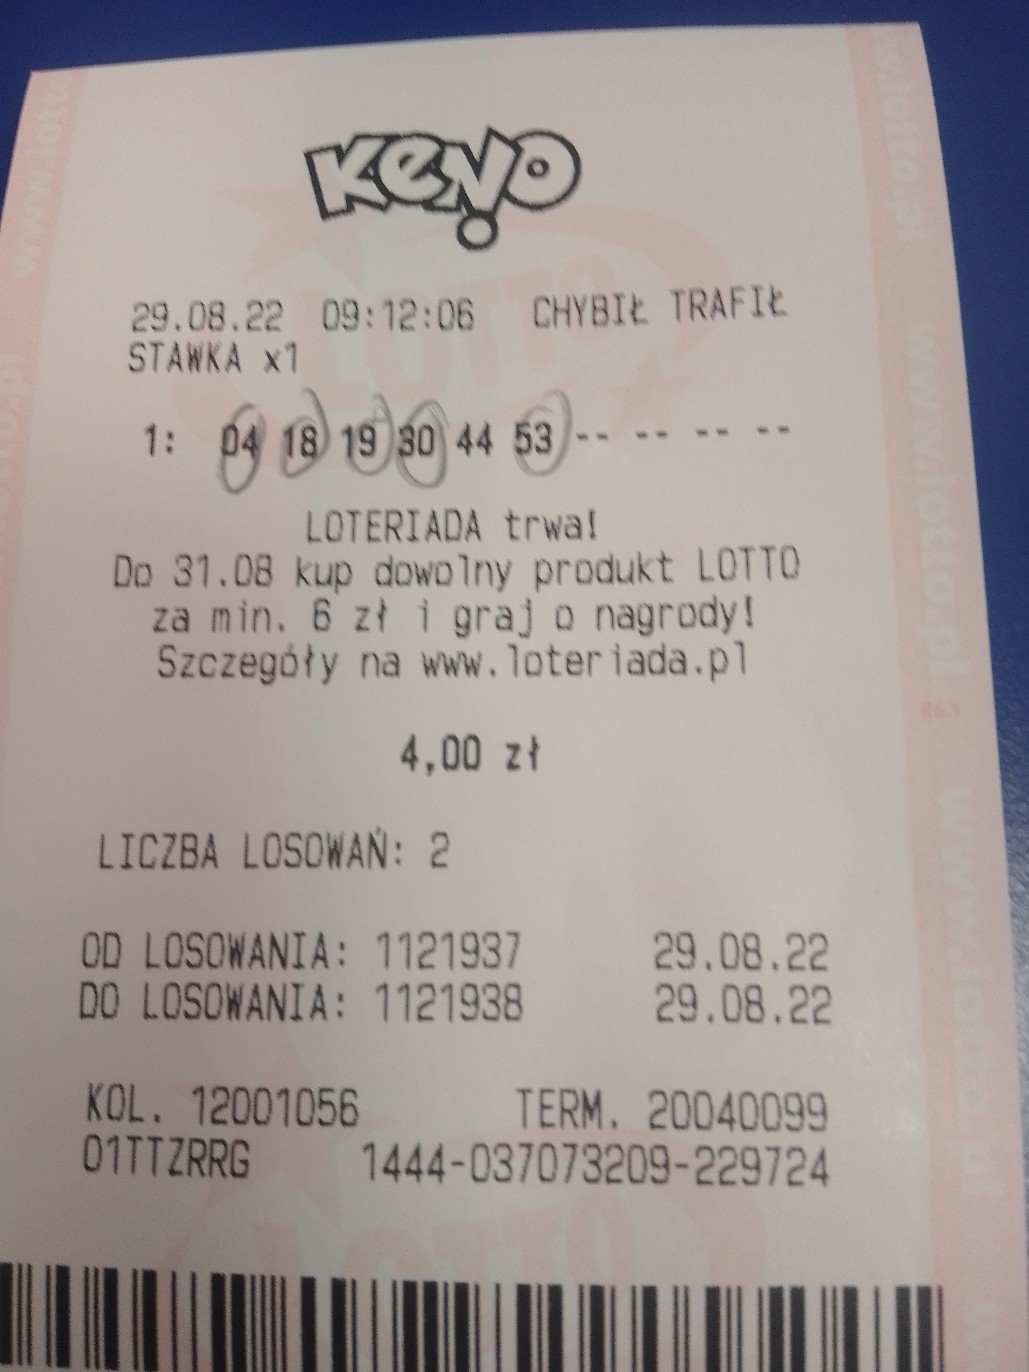 Keno
29.08.22 09:12:06 CHYBIŁ TRAFIŁ
STAWKA x1
1: 04 18 19 30 44 53 -- -- -- --
LOTERIADA trwa!
Do 31.08 kup dowolny produkt LOTTO
za min. 6 zł i graj o nagrody!
Szczegóły na www.loteriada.pl
4,00 zł
LICZBA LOSOWAŃ: 2
OD LOSOWANIA: 1121937 29.08.22
DO LOSOWANIA: 1121938 29.08.22
KOL. 12001056 TERM. 20040099
01TTZRRG 1444-037073209-229724